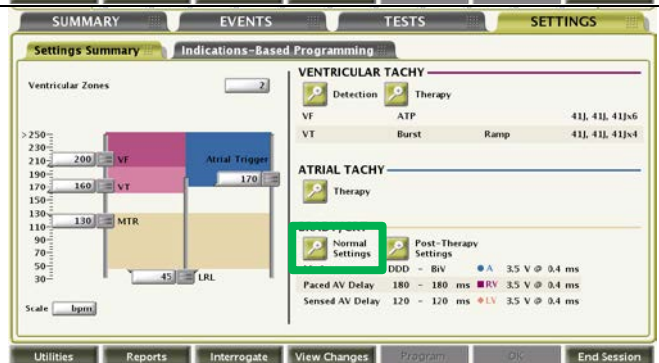 SUMMARY EVENTS TESTS SETTINGS
Settings Summary Indications-Based Programming
Ventricular Zones 2
>250
230
210 200 VF Atrial Trigger
190
170 160 VT 170
150
130
110 130 MTR
90
70
50
30 45 LRL
Scale bpm
VENTRICULAR TACHY
Detection Therapy
VF ATP 41J, 41J, 41Jx6
VT Burst Ramp 41J, 41J, 41Jx4
ATRIAL TACHY
Therapy
Normal Settings Post-Therapy Settings
DDD - BiV A 3.5 V @ 0.4 ms
Paced AV Delay 180 - 180 ms RV 3.5 V @ 0.4 ms
Sensed AV Delay 120 - 120 ms LV 3.5 V @ 0.4 ms
Utilities Reports Interrogate View Changes Program OK End Session